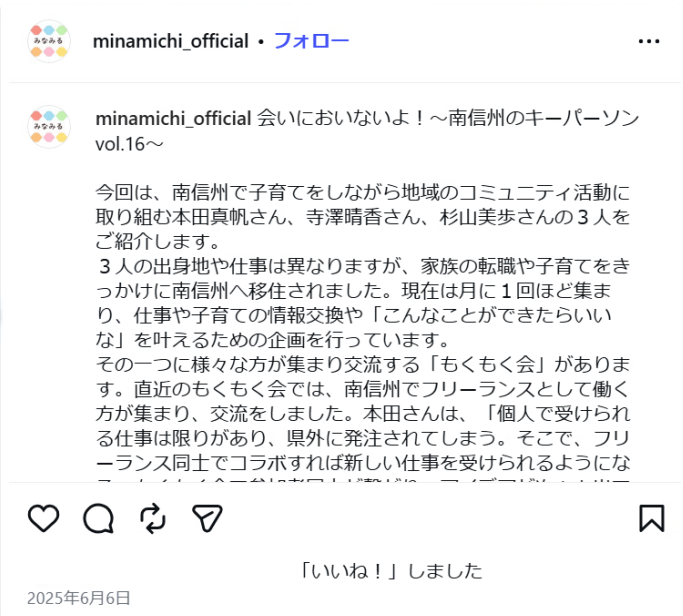 みなみる
minamichi_official • フォロー
みなみる
minamichi_official 会いにおいないよ！～南信州のキーパーソン
vol.16～
今回は、南信州で子育てをしながら地域のコミュニティ活動に
取り組む本田真帆さん、寺澤晴香さん、杉山美歩さんの３人を
ご紹介します。
３人の出身地や仕事は異なりますが、家族の転職や子育てをき
っかけに南信州へ移住されました。現在は月に１回ほど集ま
り、仕事や子育ての情報交換や「こんなことができたらいい
な」を叶えるための企画を行っています。
その一つに様々な方が集まり交流する「もくもく会」がありま
す。直近のもくもく会では、南信州でフリーランスとして働く
方が集まり、交流をしました。本田さんは、「個人で受けられ
る仕事は限りがあり、県外に発注されてしまう。そこで、フリ
ーランス同士でコラボすれば新しい仕事を受けられるようにな
「いいね！」しました
2025年6月6日